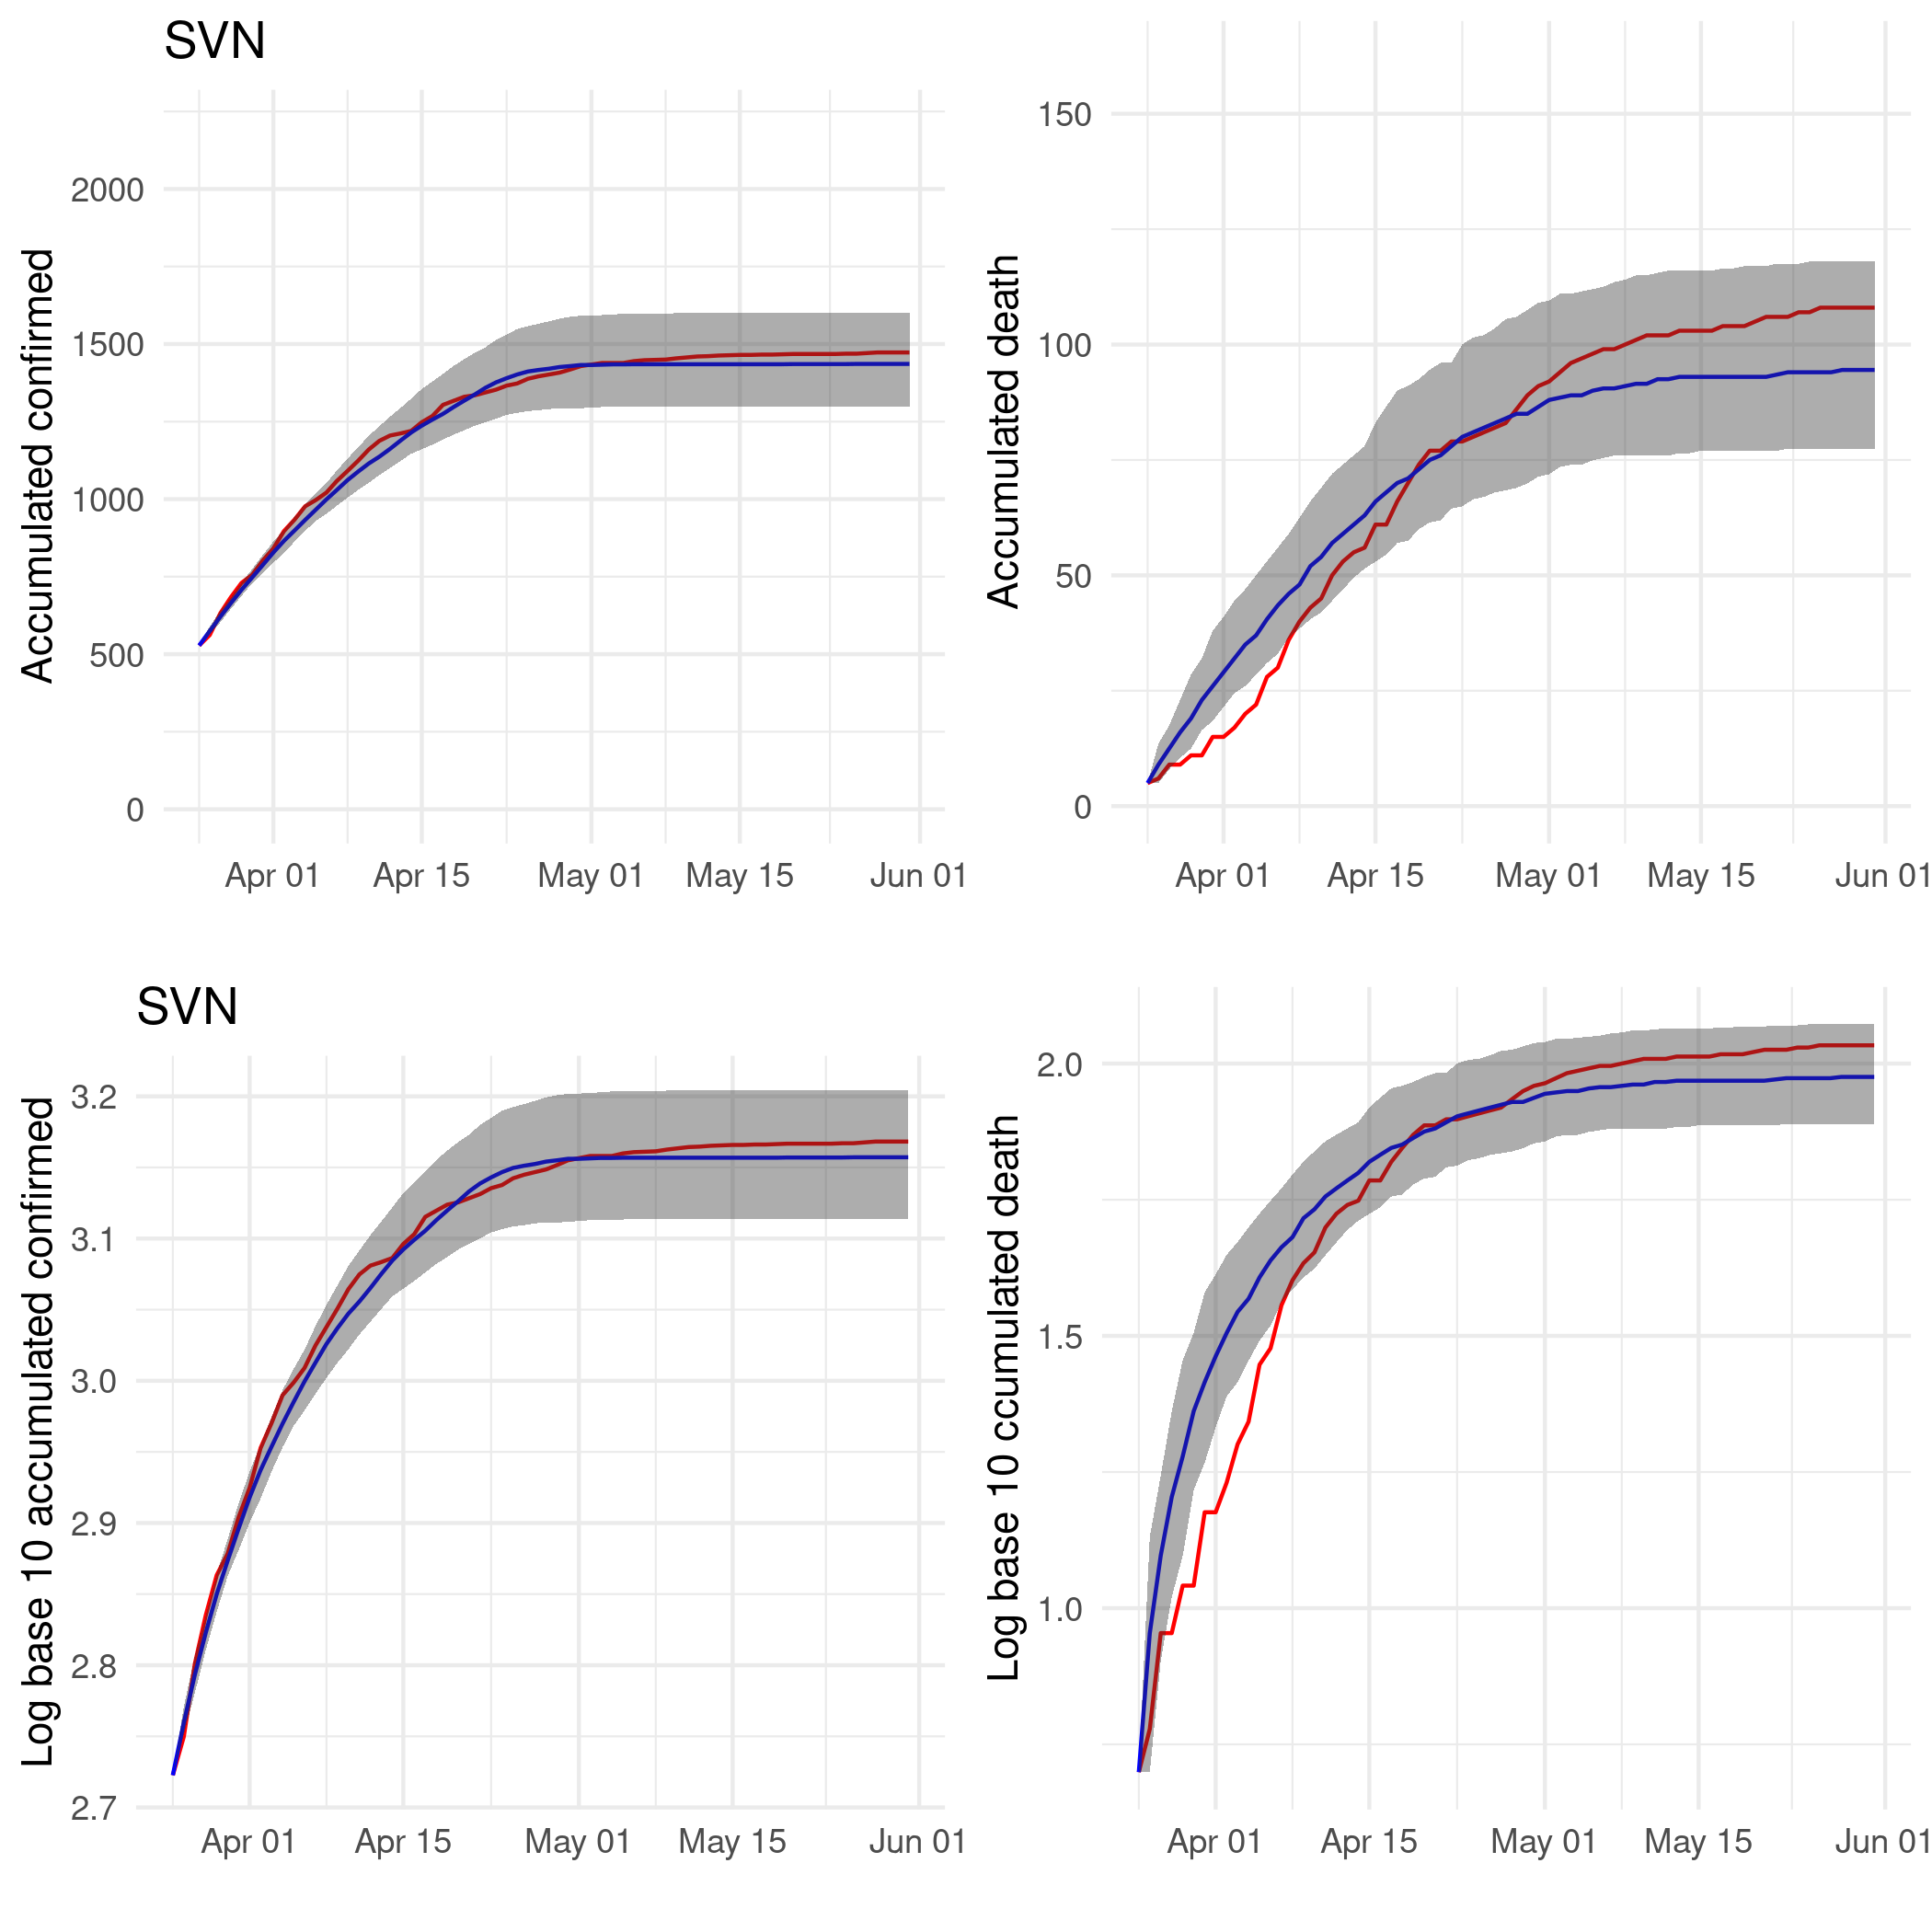 SVN
Accumulated confirmed
2000
1500
1000
500
0
Apr 01 Apr 15 May 01 May 15 Jun 01
Accumulated death
150
100
50
0
Apr 01 Apr 15 May 01 May 15 Jun 01
SVN
Log base 10 accumulated confirmed
3.2
3.1
3.0
2.9
2.8
2.7
Apr 01 Apr 15 May 01 May 15 Jun 01
Log base 10 ccumulated death
2.0
1.5
1.0
Apr 01 Apr 15 May 01 May 15 Jun 01